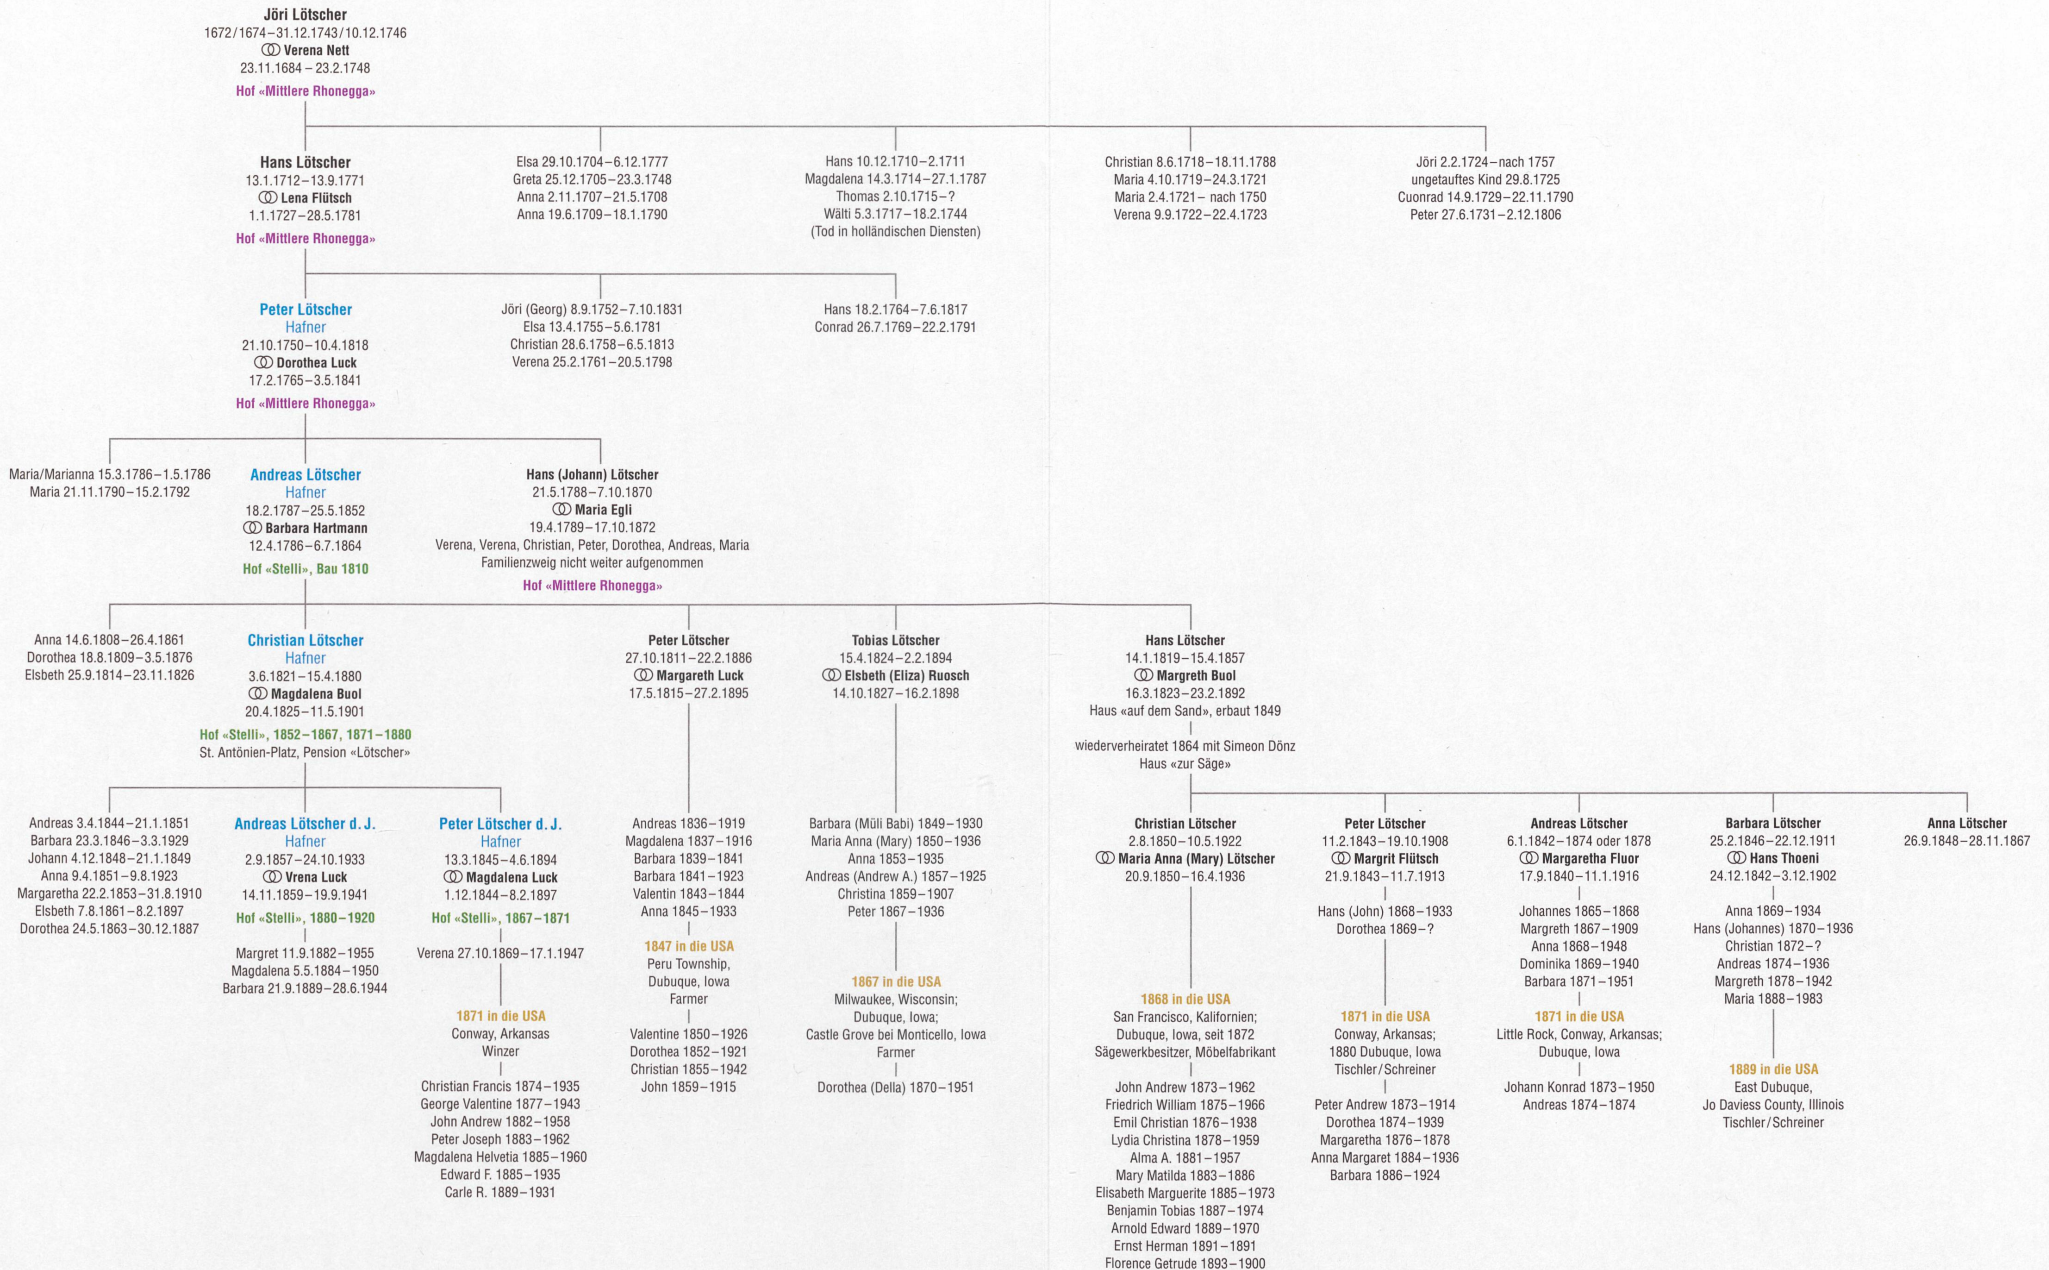 Jöri Lötscher
1672/1674–31.12.1743/10.12.1746
Verena Nett
23.11.1684 – 23.2.1748
Hof «Mittlere Rhonegga»
Hans Lötscher
13.1.1712–13.9.1771
Lena Flütsch
1.1.1727–28.5.1781
Hof «Mittlere Rhonegga»
Elsa 29.10.1704–6.12.1777
Greta 25.12.1705–23.3.1748
Anna 2.11.1707–21.5.1708
Anna 19.6.1709–18.1.1790
Hans 10.12.1710–2.1711
Magdalena 14.3.1714–27.1.1787
Thomas 2.10.1715–?
Wälti 5.3.1717–18.2.1744
(Tod in holländischen Diensten)
Christian 8.6.1718–18.11.1788
Maria 4.10.1719–24.3.1721
Maria 2.4.1721– nach 1750
Verena 9.9.1722–22.4.1723
Jöri 2.2.1724–nach 1757
ungetauftes Kind 29.8.1725
Cuonrad 14.9.1729–22.11.1790
Peter 27.6.1731–2.12.1806
Peter Lötscher
Hafner
21.10.1750–10.4.1818
Dorothea Luck
17.2.1765–3.5.1841
Hof «Mittlere Rhonegga»
Jöri (Georg) 8.9.1752–7.10.1831
Elsa 13.4.1755–5.6.1781
Christian 28.6.1758–6.5.1813
Verena 25.2.1761–20.5.1798
Hans 18.2.1764–7.6.1817
Conrad 26.7.1769–22.2.1791
Maria/Marianna 15.3.1786–1.5.1786
Maria 21.11.1790–15.2.1792
Andreas Lötscher
Hafner
18.2.1787–25.5.1852
Barbara Hartmann
12.4.1786–6.7.1864
Hof «Stelli», Bau 1810
Hans (Johann) Lötscher
21.5.1788–7.10.1870
Maria Egli
19.4.1789–17.10.1872
Verena, Verena, Christian, Peter, Dorothea, Andreas, Maria
Familienzweig nicht weiter aufgenommen
Hof «Mittlere Rhonegga»
Anna 14.6.1808–26.4.1861
Dorothea 18.8.1809–3.5.1876
Elsbeth 25.9.1814–23.11.1826
Christian Lötscher
Hafner
3.6.1821–15.4.1880
Magdalena Buol
20.4.1825–11.5.1901
Hof «Stelli», 1852–1867, 1871–1880
St. Antönien-Platz, Pension «Lötscher»
Peter Lötscher
27.10.1811–22.2.1886
Margareth Luck
17.5.1815–27.2.1895
Tobias Lötscher
15.4.1824–2.2.1894
Elsbeth (Eliza) Ruosch
14.10.1827–16.2.1898
Hans Lötscher
14.1.1819–15.4.1857
Margreth Buol
16.3.1823–23.2.1892
Haus «auf dem Sand», erbaut 1849
wiederverheiratet 1864 mit Simeon Dönz
Haus «zur Säge»
Andreas 3.4.1844–21.1.1851
Barbara 23.3.1846–3.3.1929
Johann 4.12.1848–21.1.1849
Anna 9.4.1851–9.8.1923
Margaretha 22.2.1853–31.8.1910
Elsbeth 7.8.1861–8.2.1897
Dorothea 24.5.1863–30.12.1887
Andreas Lötscher d. J.
Hafner
2.9.1857–24.10.1933
Vrena Luck
14.11.1859–19.9.1941
Hof «Stelli», 1880–1920
Margret 11.9.1882–1955
Magdalena 5.5.1884–1950
Barbara 21.9.1889–28.6.1944
Peter Lötscher d. J.
Hafner
13.3.1845–4.6.1894
Magdalena Luck
1.12.1844–8.2.1897
Hof «Stelli», 1867–1871
Verena 27.10.1869–17.1.1947
1871 in die USA
Conway, Arkansas
Winzer
Christian Francis 1874–1935
George Valentine 1877–1943
John Andrew 1882–1958
Peter Joseph 1883–1962
Magdalena Helvetia 1885–1960
Edward F. 1885–1935
Carle R. 1889–1931
Andreas 1836–1919
Magdalena 1837–1916
Barbara 1839–1841
Barbara 1841–1923
Valentin 1843–1844
Anna 1845–1933
1847 in die USA
Peru Township,
Dubuque, Iowa
Farmer
Valentine 1850–1926
Dorothea 1852–1921
Christian 1855–1942
John 1859–1915
Barbara (Müli Babi) 1849–1930
Maria Anna (Mary) 1850–1936
Anna 1853–1935
Andreas (Andrew A.) 1857–1925
Christina 1859–1907
Peter 1867–1936
1867 in die USA
Milwaukee, Wisconsin;
Dubuque, Iowa;
Castle Grove bei Monticello, Iowa
Farmer
Dorothea (Della) 1870–1951
Christian Lötscher
2.8.1850–10.5.1922
Maria Anna (Mary) Lötscher
20.9.1850–16.4.1936
1868 in die USA
San Francisco, Kalifornien;
Dubuque, Iowa, seit 1872
Sägewerkbesitzer, Möbelfabrikant
John Andrew 1873–1962
Friedrich William 1875–1966
Emil Christian 1876–1938
Lydia Christina 1878–1959
Alma A. 1881–1957
Mary Matilda 1883–1886
Elisabeth Marguerite 1885–1973
Benjamin Tobias 1887–1974
Arnold Edward 1889–1970
Ernst Herman 1891–1891
Florence Getrude 1893–1900
Peter Lötscher
11.2.1843–19.10.1908
Margrit Flütsch
21.9.1843–11.7.1913
Hans (John) 1868–1933
Dorothea 1869–?
1871 in die USA
Conway, Arkansas;
1880 Dubuque, Iowa
Tischler/Schreiner
Peter Andrew 1873–1914
Dorothea 1874–1939
Margaretha 1876–1878
Anna Margaret 1884–1936
Barbara 1886–1924
Andreas Lötscher
6.1.1842–1874 oder 1878
Margaretha Fluor
17.9.1840–11.1.1916
Johannes 1865–1868
Margreth 1867–1909
Anna 1868–1948
Dominika 1869–1940
Barbara 1871–1951
1871 in die USA
Little Rock, Conway, Arkansas;
Dubuque, Iowa
Johann Konrad 1873–1950
Andreas 1874–1874
Barbara Lötscher
25.2.1846–22.12.1911
Hans Thoeni
24.12.1842–3.12.1902
Anna 1869–1934
Hans (Johannes) 1870–1936
Christian 1872–?
Andreas 1874–1936
Margreth 1878–1942
Maria 1888–1983
1889 in die USA
East Dubuque,
Jo Daviess County, Illinois
Tischler/Schreiner
Anna Lötscher
26.9.1848–28.11.1867